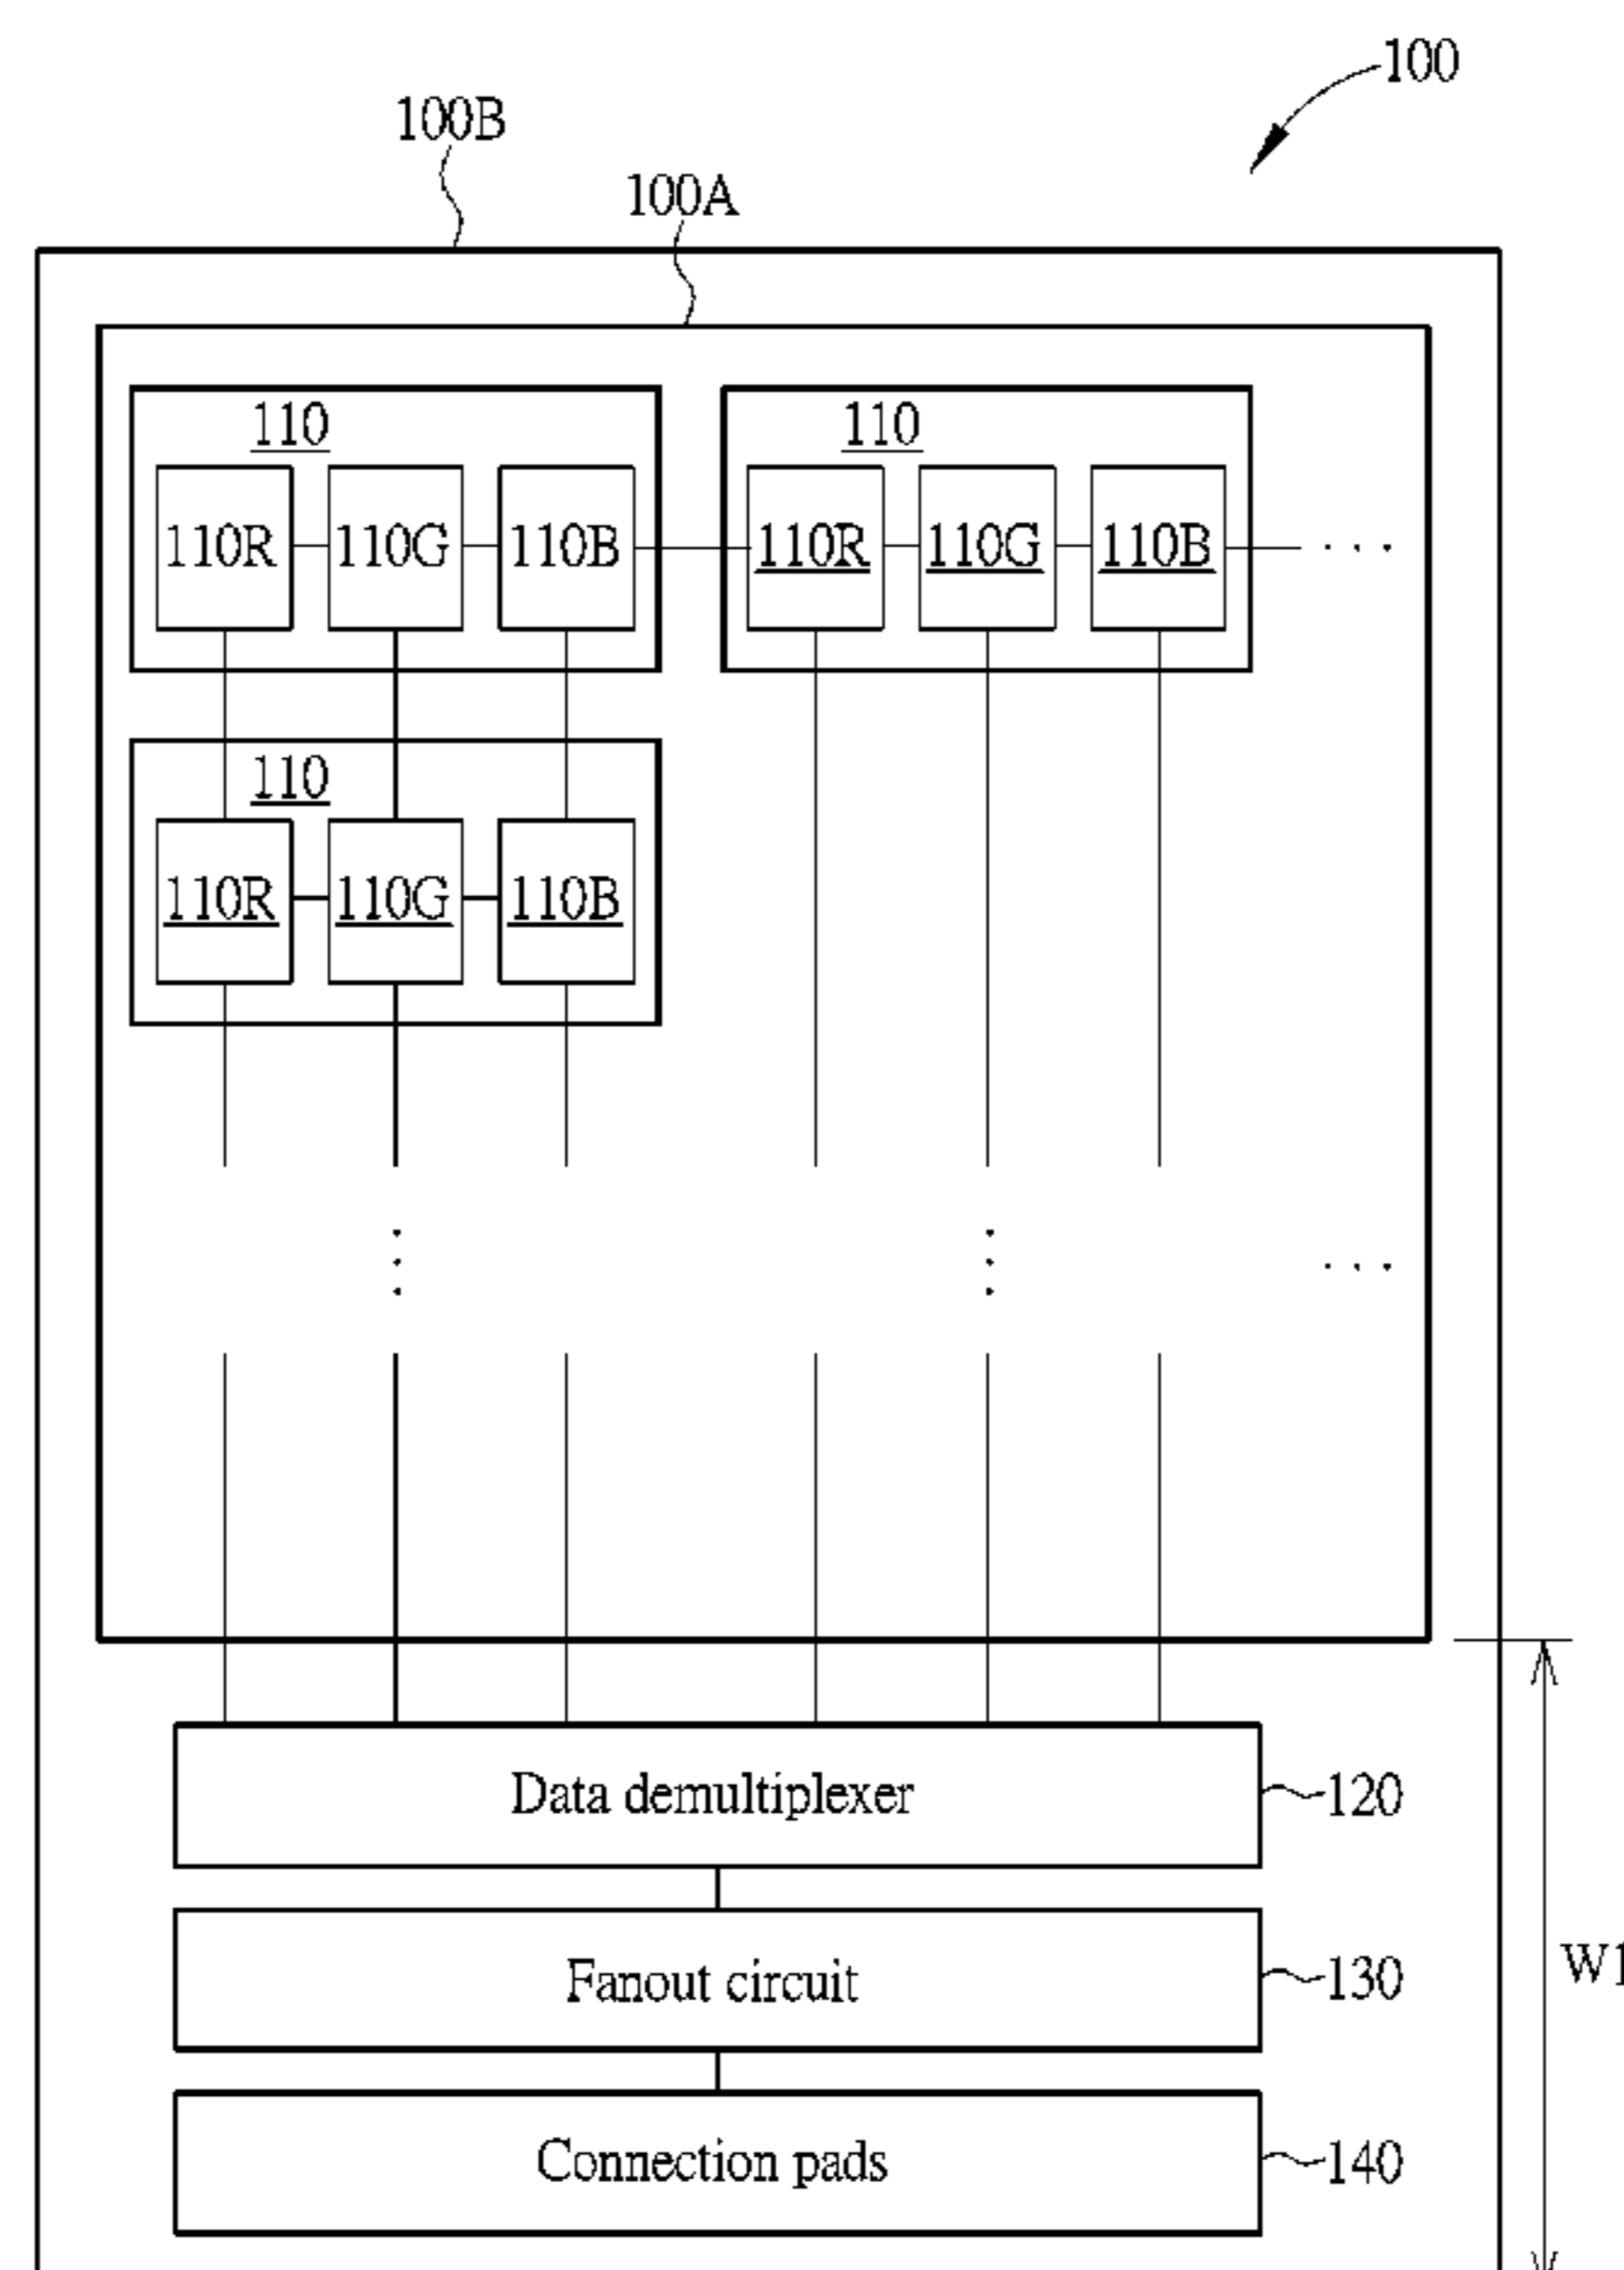 100
100B
100A
110 110
110R 110G 110B 110R 110G 110B ...
110
110R 110G 110B
Data demultiplexer 120
Fanout circuit 130
W1
Connection pads 140